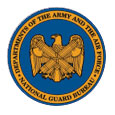 DEPARTMENTS OF THE ARMY AND THE AIR FORCE
NATIONAL GUARD BUREAU